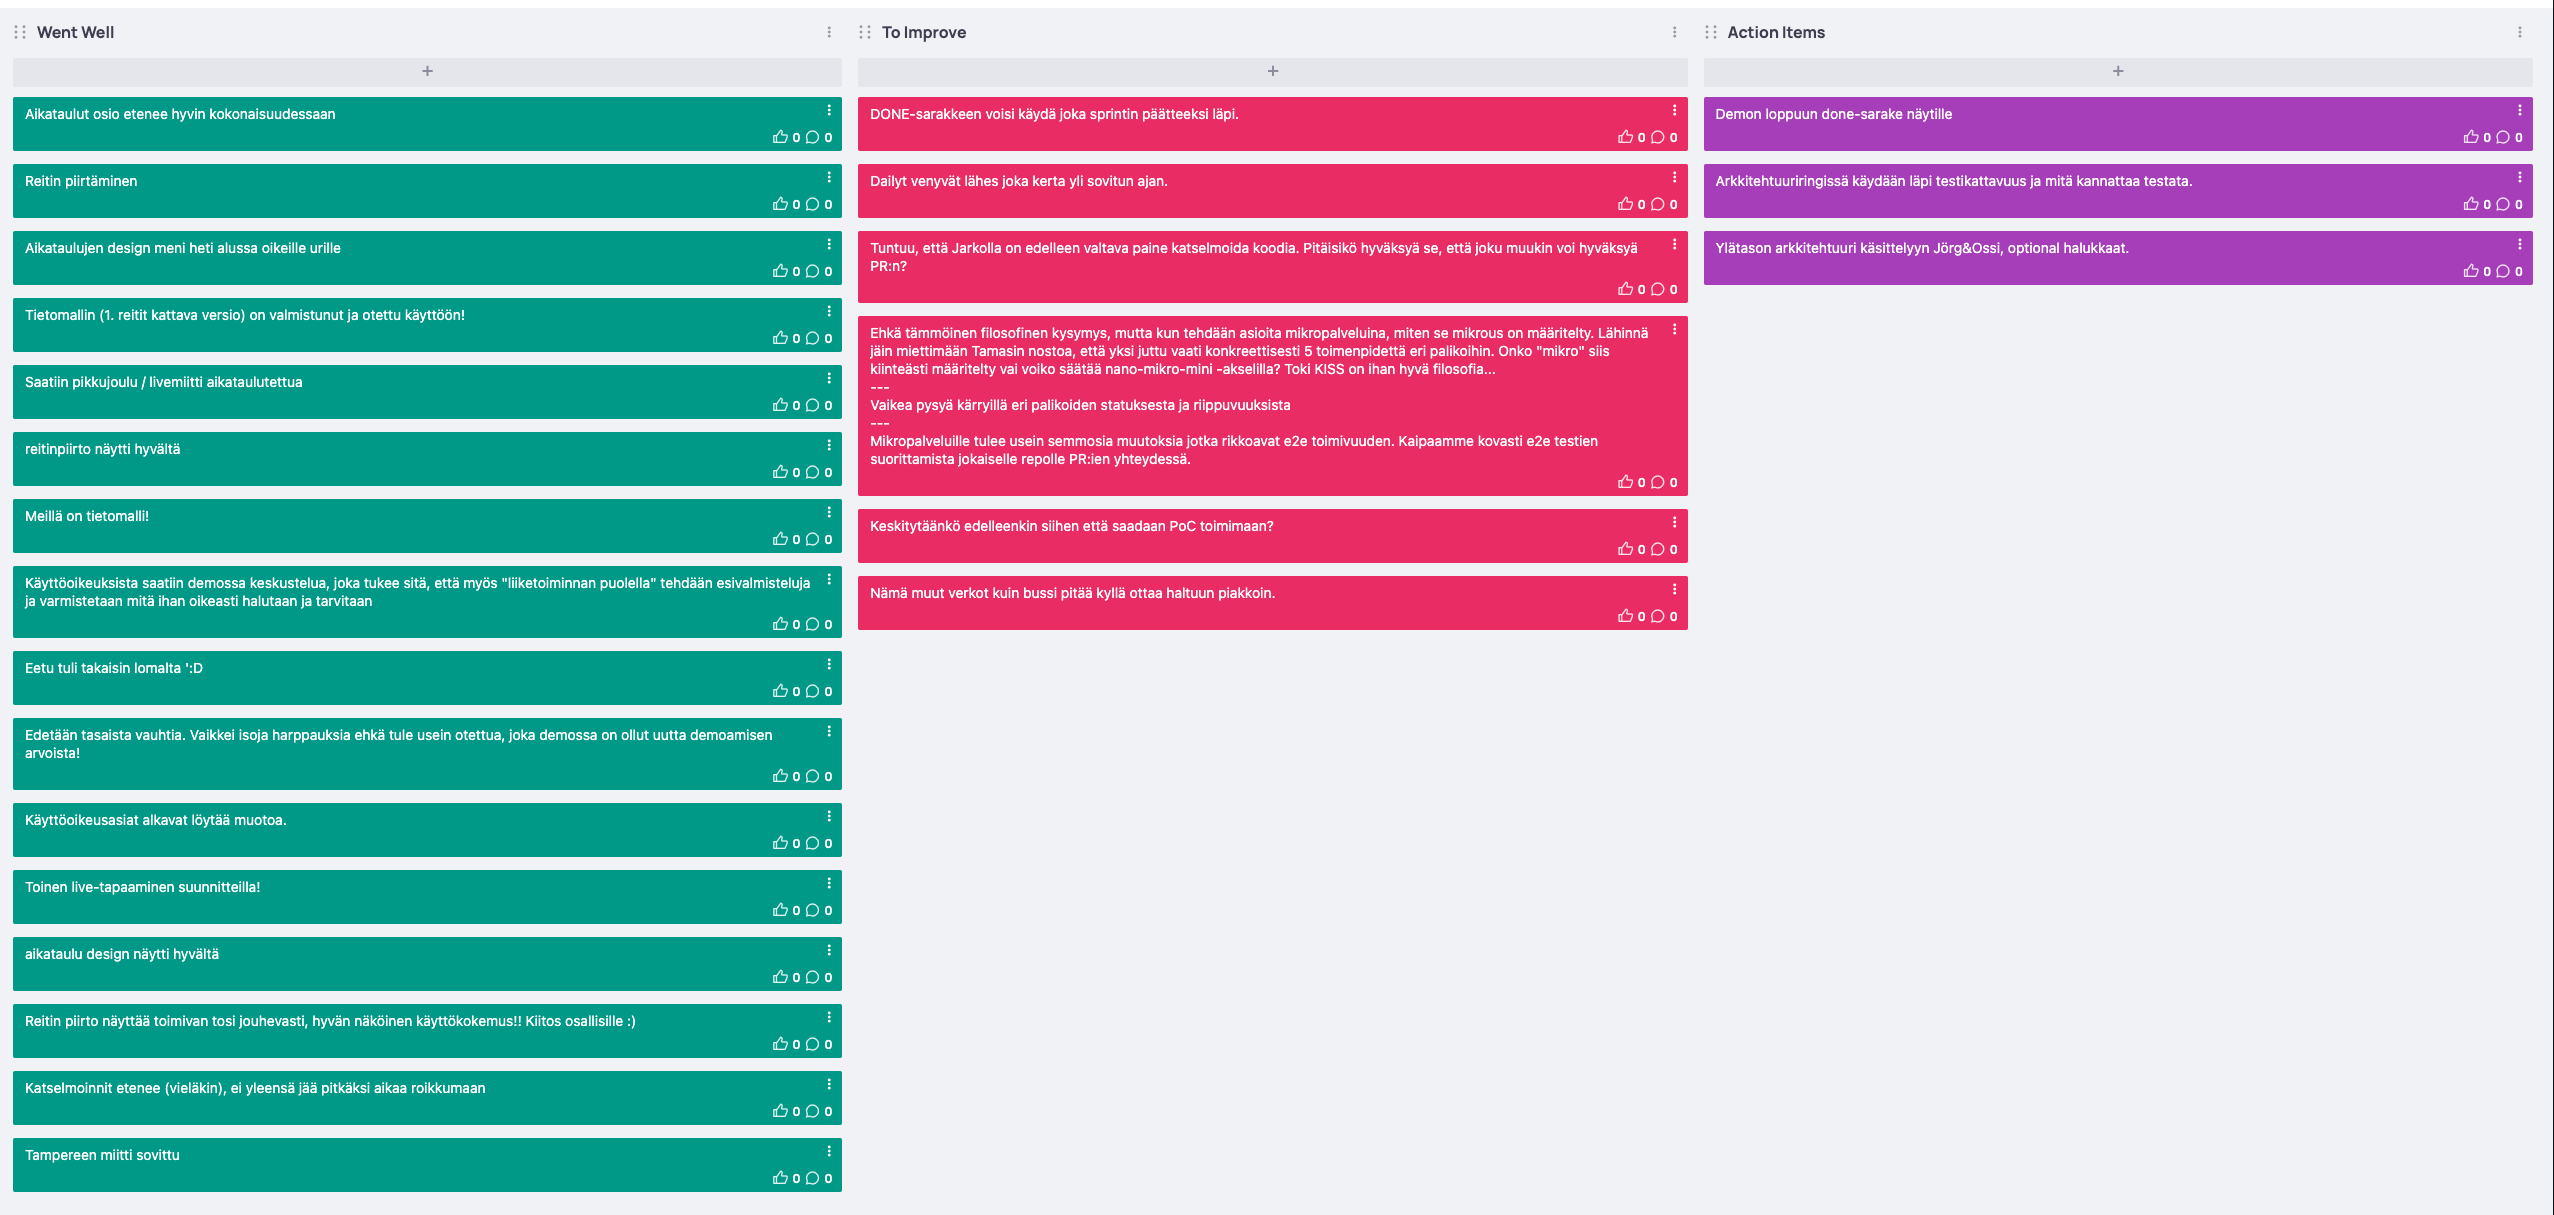 Went Well
+
Aikataulut osio etenee hyvin kokonaisuudessaan
0 0
Reitin piirtäminen
0 0
Aikataulujen design meni heti alussa oikeille urille
0 0
Tietomallin (1. reitit kattava versio) on valmistunut ja otettu käyttöön!
0 0
Saatiin pikkujoulu / livemiitti aikataulutettua
0 0
reitinpiirto näytti hyvältä
0 0
Meillä on tietomalli!
0 0
Käyttöoikeuksista saatiin demossa keskustelua, joka tukee sitä, että myös "liiketoiminnan puolella" tehdään esivalmisteluja
ja varmistetaan mitä ihan oikeasti halutaan ja tarvitaan
0 0
Eetu tuli takaisin lomalta ':D
0 0
Edetään tasaista vauhtia. Vaikkei isoja harppauksia ehkä tule usein otettua, joka demossa on ollut uutta demoamisen
arvoista!
0 0
Käyttöoikeusasiat alkavat löytää muotoa.
0 0
Toinen live-tapaaminen suunnitteilla!
0 0
aikataulu design näytti hyvältä
0 0
Reitin piirto näyttää toimivan tosi jouhevasti, hyvän näköinen käyttökokemus!! Kiitos osallisille :)
0 0
Katselmoinnit etenee (vieläkin), ei yleensä jää pitkäksi aikaa roikkumaan
0 0
Tampereen miitti sovittu
0 0
To Improve
+
DONE-sarakkeen voisi käydä joka sprintin päätteeksi läpi.
0 0
Dailyt venyvät lähes joka kerta yli sovitun ajan.
0 0
Tuntuu, että Jarkolla on edelleen valtava paine katselmoida koodia. Pitäisikö hyväksyä se, että joku muukin voi hyväksyä
PR:n?
0 0
Ehkä tämmöinen filosofinen kysymys, mutta kun tehdään asioita mikropalveluina, miten se mikrous on määritelty. Lähinnä
jäin miettimään Tamasin nostoa, että yksi juttu vaati konkreettisesti 5 toimenpidettä eri palikoihin. Onko "mikro" siis
kiinteästi määritelty vai voiko säätää nano-mikro-mini -akselilla? Toki KISS on ihan hyvä filosofia...
---
Vaikea pysyä kärryillä eri palikoiden statuksesta ja riippuvuuksista
---
Mikropalveluille tulee usein semmosia muutoksia jotka rikkoavat e2e toimivuuden. Kaipaamme kovasti e2e testien
suorittamista jokaiselle repolle PR:ien yhteydessä.
0 0
Keskitytäänkö edelleenkin siihen että saadaan PoC toimimaan?
0 0
Nämä muut verkot kuin bussi pitää kyllä ottaa haltuun piakkoin.
0 0
Action Items
+
Demon loppuun done-sarake näytille
0 0
Arkkitehtuuriringissä käydään läpi testikattavuus ja mitä kannattaa testata.
0 0
Ylätason arkkitehtuuri käsittelyyn Jörg&Ossi, optional halukkaat.
0 0